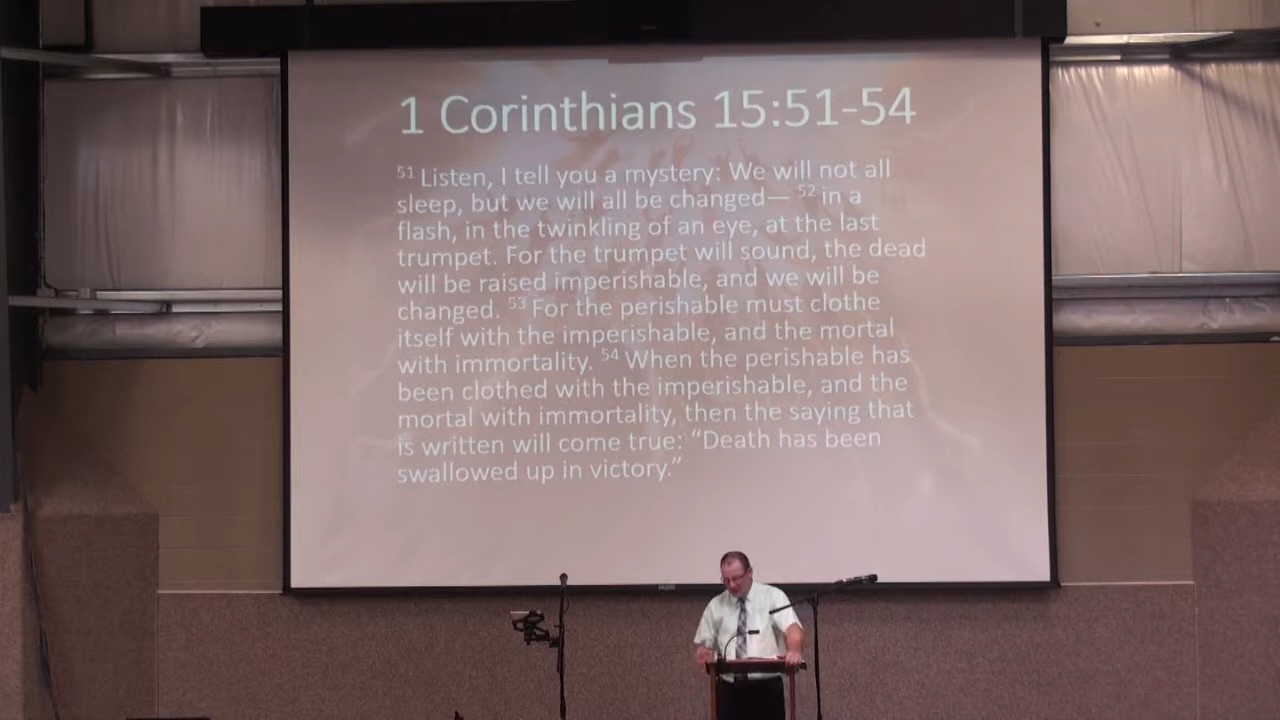 1 Corinthians 15:51-54
51 Listen, I tell you a mystery: We will not all
sleep, but we will all be changed— 52 in a
flash, in the twinkling of an eye, at the last
trumpet. For the trumpet will sound, the dead
will be raised imperishable, and we will be
changed. 53 For the perishable must clothe
itself with the imperishable, and the mortal
with immortality. 54 When the perishable has
been clothed with the imperishable, and the
mortal with immortality, then the saying that
is written will come true: “Death has been
swallowed up in victory.”